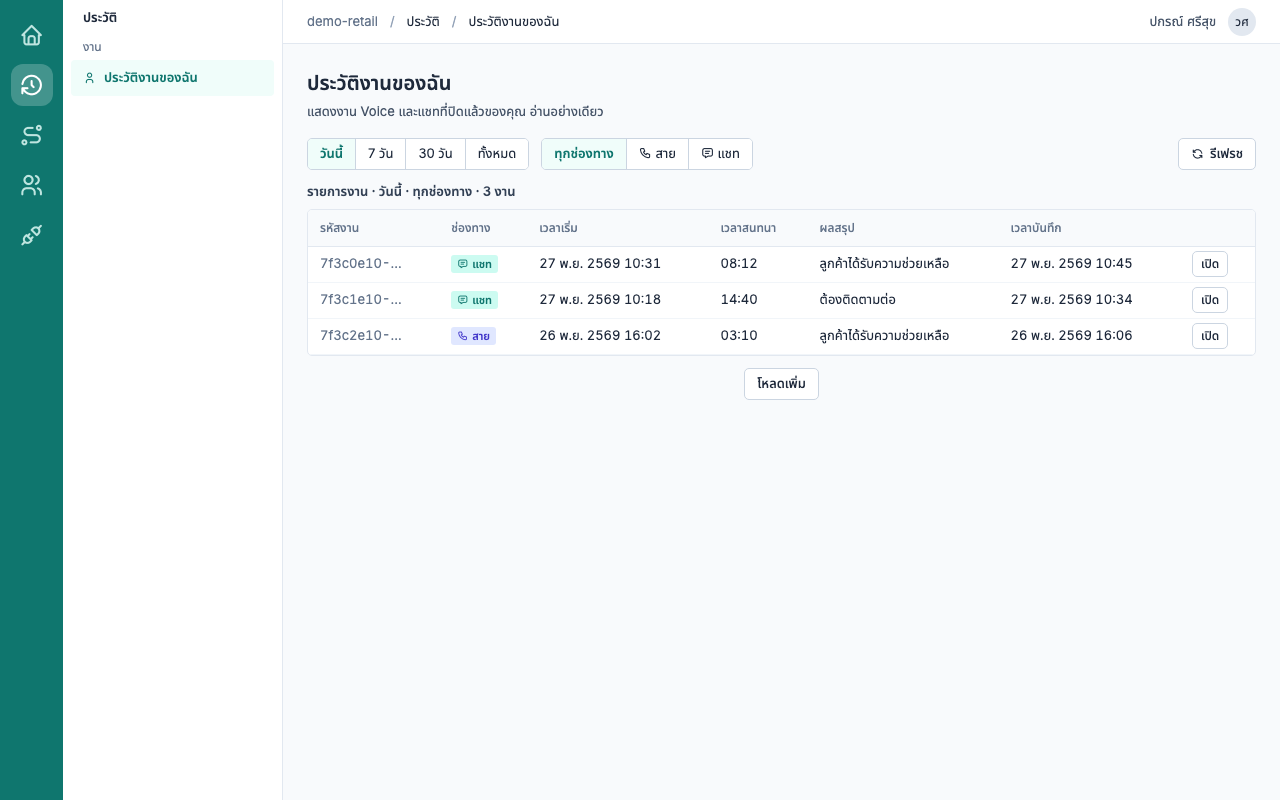 ประวัติ
งาน
ประวัติงานของฉัน
demo-retail / ประวัติ / ประวัติงานของฉัน
ปกรณ์ ศรีสุข วศ
ประวัติงานของฉัน
แสดงงาน Voice และแชทที่ปิดแล้วของคุณ อ่านอย่างเดียว
วันนี้ 7 วัน 30 วัน ทั้งหมด ทุกช่องทาง สาย แชท รีเฟรช
รายการงาน · วันนี้ · ทุกช่องทาง · 3 งาน
รหัสงาน ช่องทาง เวลาเริ่ม เวลาสนทนา ผลสรุป เวลาบันทึก
7f3c0e10-... แชท 27 พ.ย. 2569 10:31 08:12 ลูกค้าได้รับความช่วยเหลือ 27 พ.ย. 2569 10:45 เปิด
7f3c1e10-... แชท 27 พ.ย. 2569 10:18 14:40 ต้องติดตามต่อ 27 พ.ย. 2569 10:34 เปิด
7f3c2e10-... สาย 26 พ.ย. 2569 16:02 03:10 ลูกค้าได้รับความช่วยเหลือ 26 พ.ย. 2569 16:06 เปิด
โหลดเพิ่ม